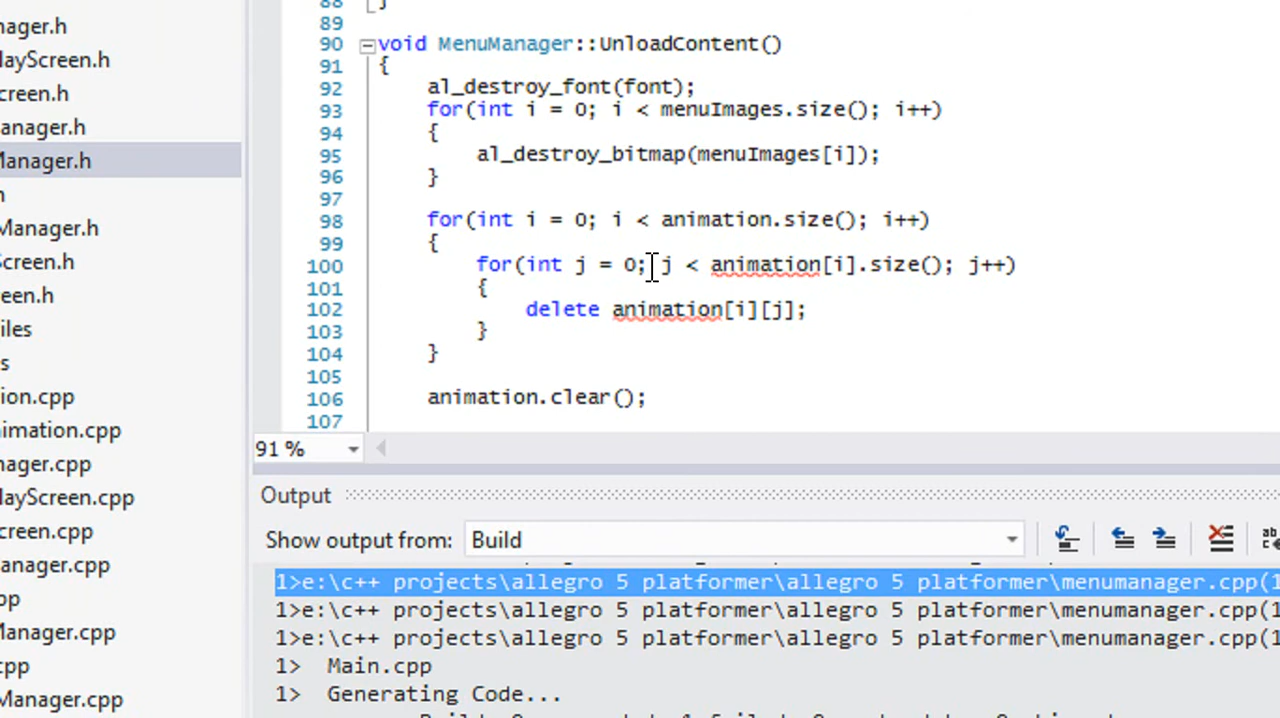 nager.h
layScreen.h
creen.h
anager.h
Manager.h
Manager.h
Screen.h
een.h
iles
s
ion.cpp
imation.cpp
nager.cpp
layScreen.cpp
creen.cpp
anager.cpp
pp
Manager.cpp
cpp
Manager.cpp
88 }
89
90 void MenuManager::UnloadContent()
91 {
92 al_destroy_font(font);
93 for(int i = 0; i < menuImages.size(); i++)
94 {
95 al_destroy_bitmap(menuImages[i]);
96 }
97
98 for(int i = 0; i < animation.size(); i++)
99 {
100 for(int j = 0; j < animation[i].size(); j++)
101 {
102 delete animation[i][j];
103 }
104 }
105
106 animation.clear();
107
91 %
Output
Show output from: Build
1>e:\c++ projects\allegro 5 platformer\allegro 5 platformer\menumanager.cpp(1
1>e:\c++ projects\allegro 5 platformer\allegro 5 platformer\menumanager.cpp(1
1>e:\c++ projects\allegro 5 platformer\allegro 5 platformer\menumanager.cpp(1
1> Main.cpp
1> Generating Code...